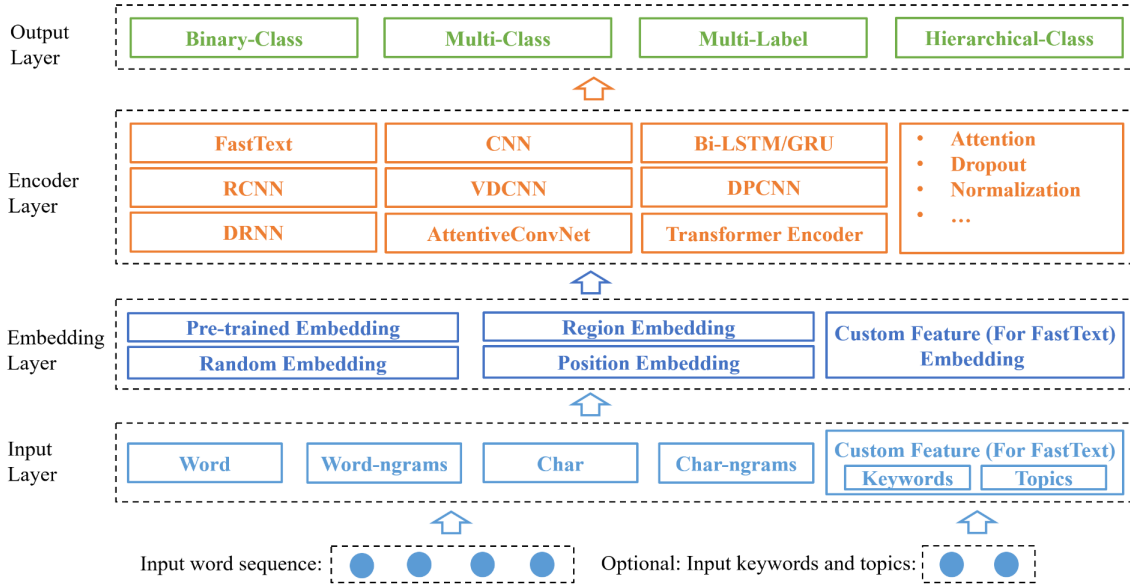 Output
Layer
Binary-Class
Multi-Class
Multi-Label
Hierarchical-Class
Encoder
Layer
FastText
CNN
Bi-LSTM/GRU
RCNN
VDCNN
DPCNN
DRNN
AttentiveConvNet
Transformer Encoder
• Attention
• Dropout
• Normalization
• …
Embedding
Layer
Pre-trained Embedding
Random Embedding
Region Embedding
Position Embedding
Custom Feature (For FastText)
Embedding
Input
Layer
Word
Word-ngrams
Char
Char-ngrams
Custom Feature (For FastText)
Keywords
Topics
Input word sequence:
Optional: Input keywords and topics: